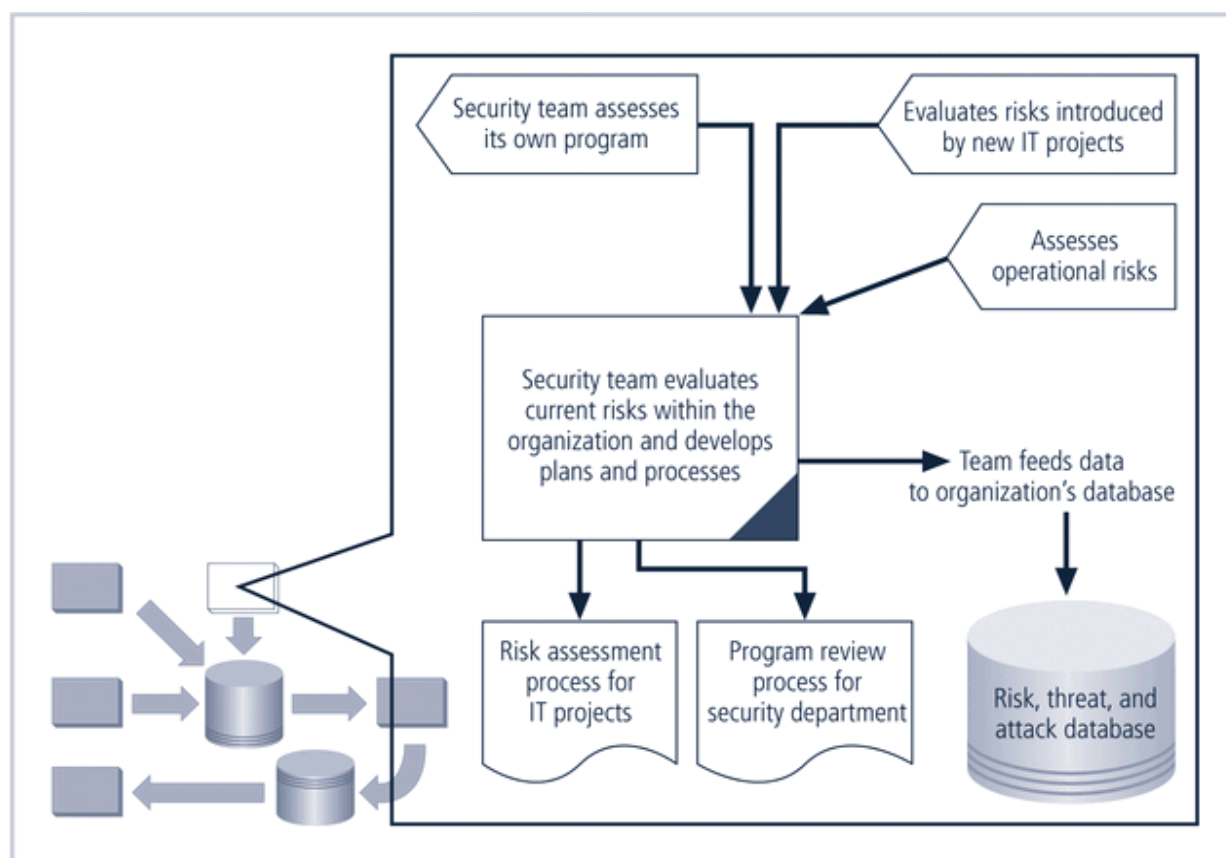 Security team assesses
its own program
Evaluates risks introduced
by new IT projects
Assesses
operational risks
Security team evaluates
current risks within the
organization and develops
plans and processes
Team feeds data
to organization's database
Risk assessment
process for
IT projects
Program review
process for
security department
Risk, threat, and
attack database